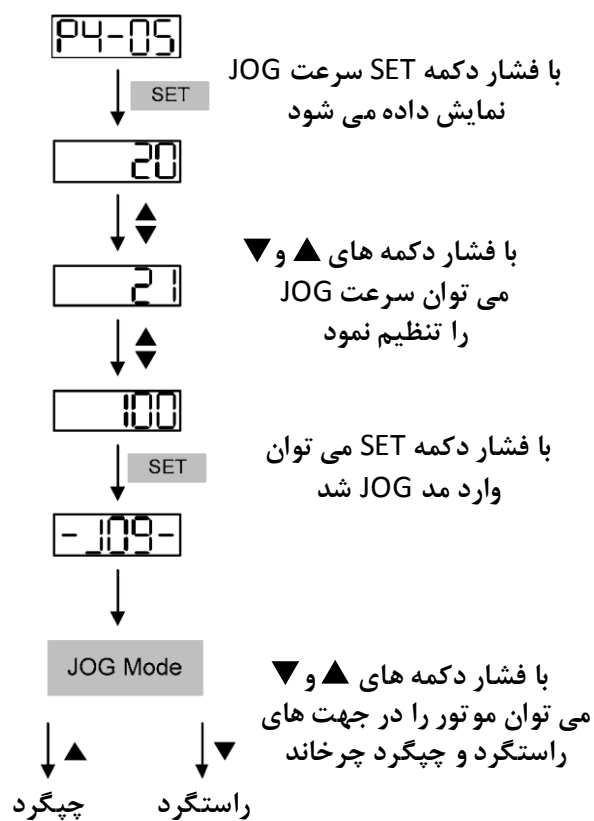 P4-05
SET
با فشار دکمه SET سرعت JOG
نمایش داده می شود
20
با فشار دکمه های ▲ و ▼
می توان سرعت JOG
را تنظیم نمود
21
100
SET
با فشار دکمه SET می توان
وارد مد JOG شد
-JOG-
JOG Mode
با فشار دکمه های ▲ و ▼
می توان موتور را در جهت های
راستگرد و چپگرد چرخاند
چپگرد
راستگرد